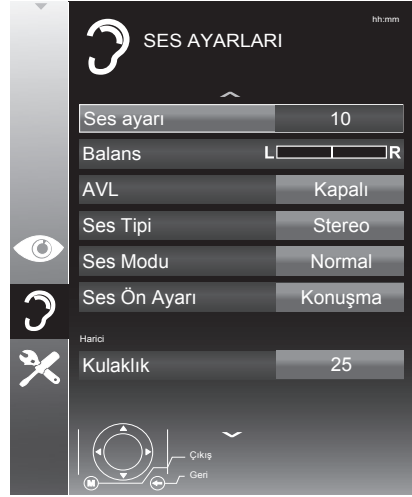 hh:mm
SES AYARLARI
Ses ayarı 10
Balans L R
AVL Kapalı
Ses Tipi Stereo
Ses Modu Normal
Ses Ön Ayarı Konuşma
Harici
Kulaklık 25
Çıkış
M Geri